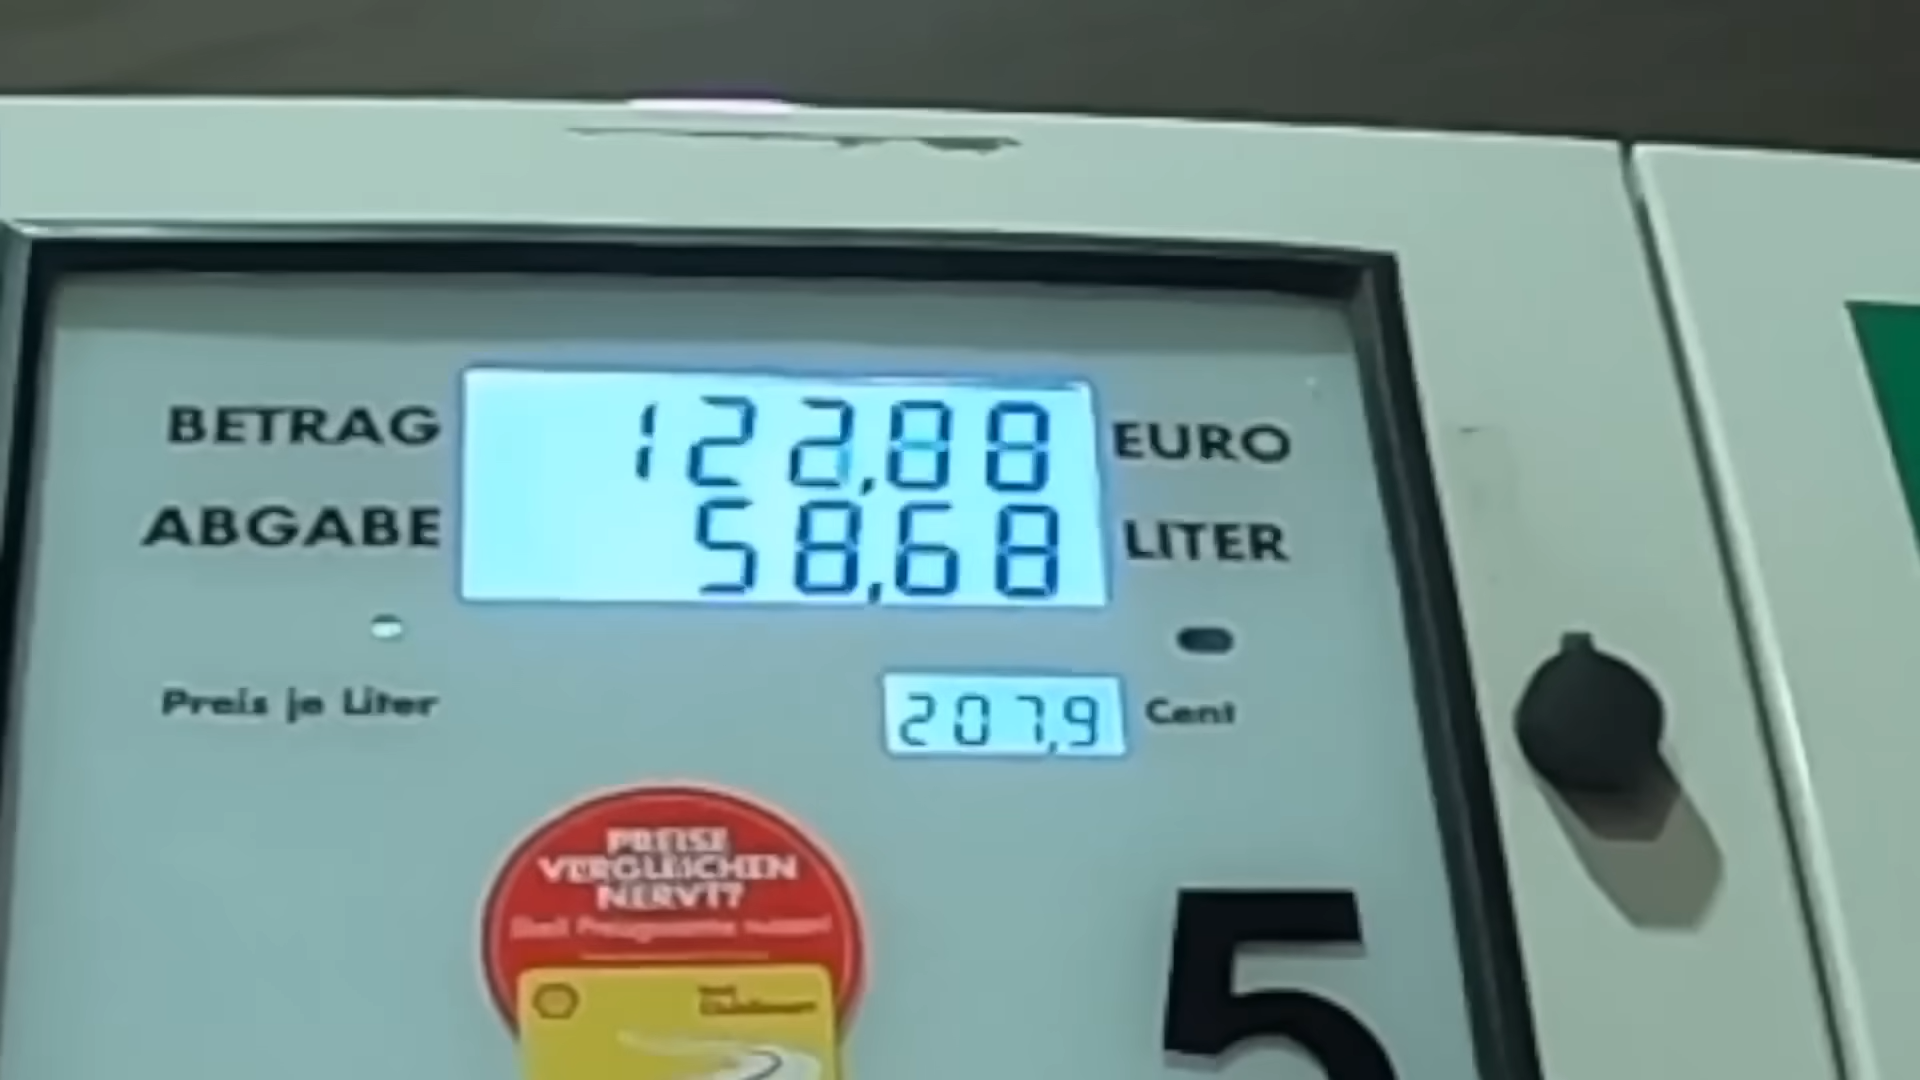 BETRAG 122,88 EURO
ABGABE 58,68 LITER
Preis je Liter 207,9 Cent
PREISE
VERGLEICHEN
NERVT?
5